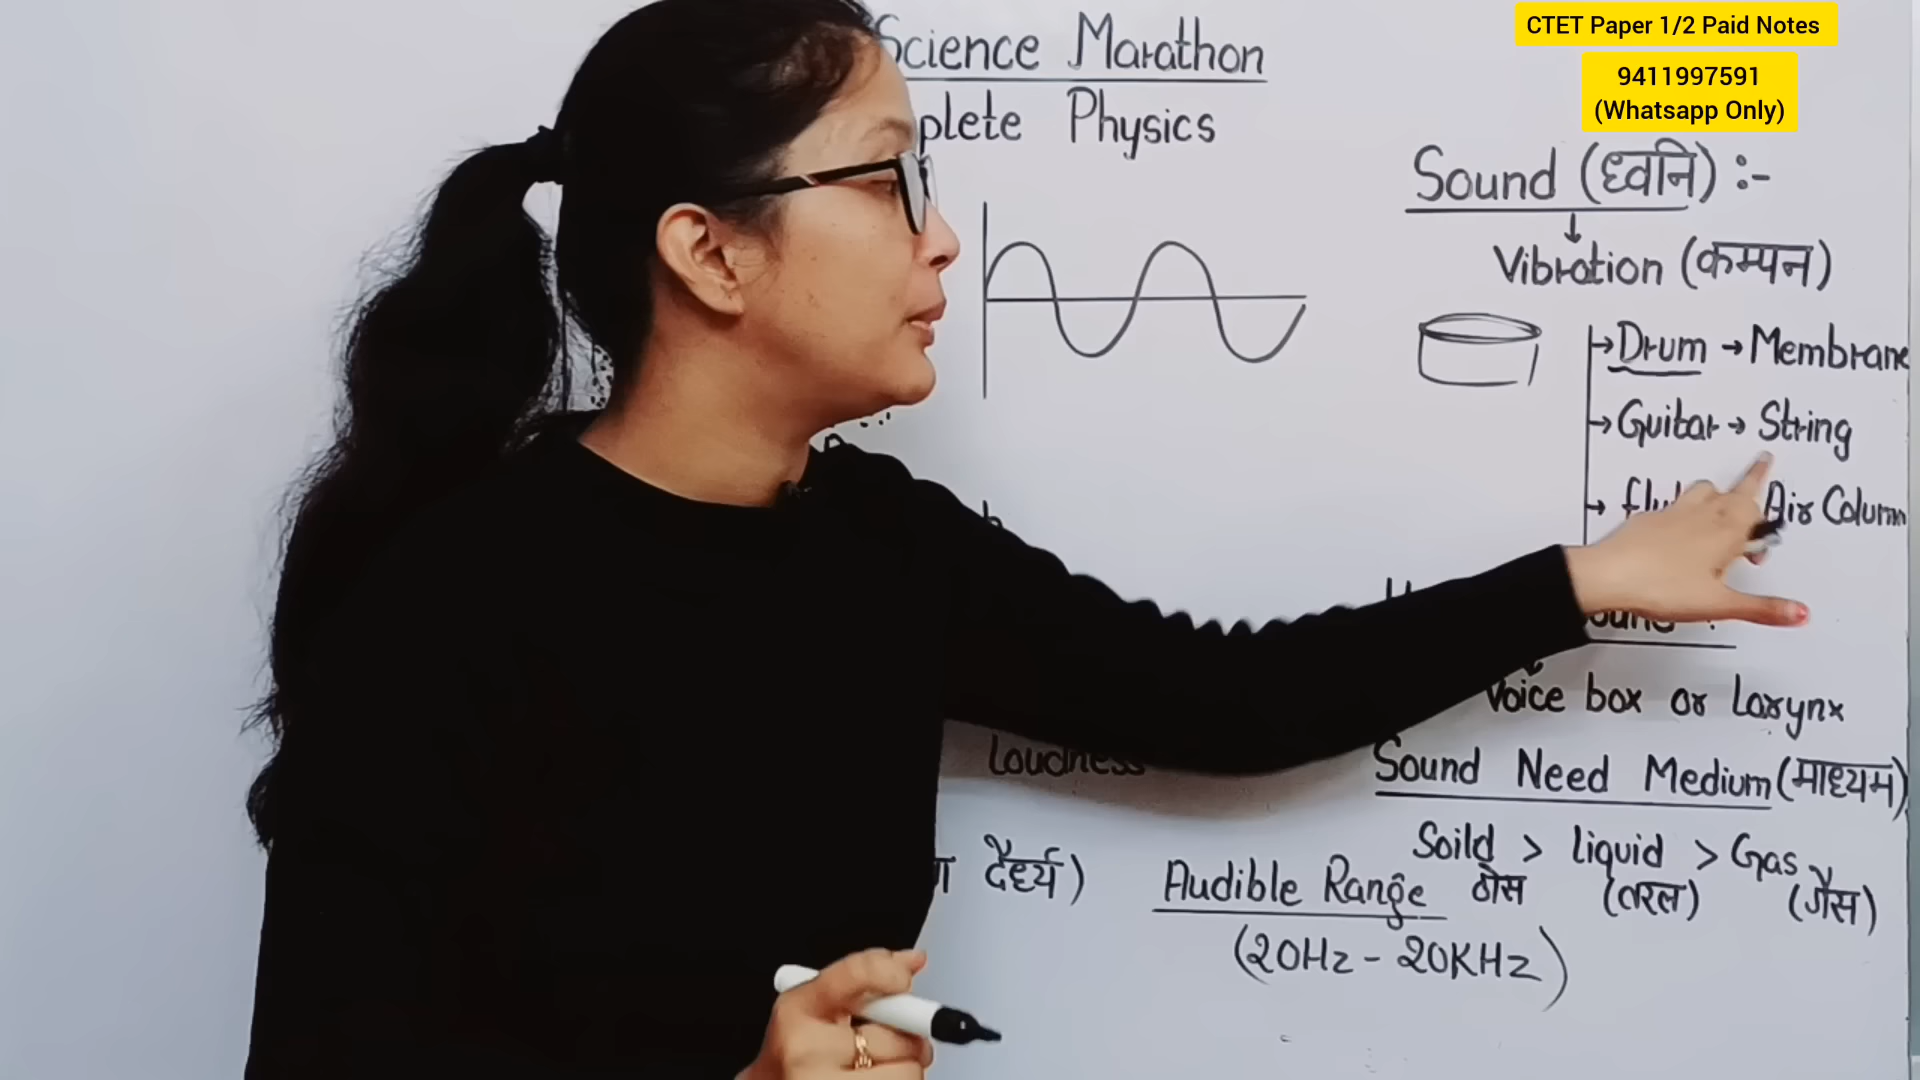 CTET Paper 1/2 Paid Notes
9411997591
(Whatsapp Only)
Science Marathon
plete Physics
Sound (ध्वनि) :-
Vibration (कम्पन)
→ Drum → Membrane
→ Guitar → String
→ Air Column
Voice box or Larynx
Loudness
Sound Need Medium (माध्यम)
Soild > liquid > Gas
ठोस (तरल) (गैस)
दैर्ध्य)
Audible Range
(20Hz - 20KHz)